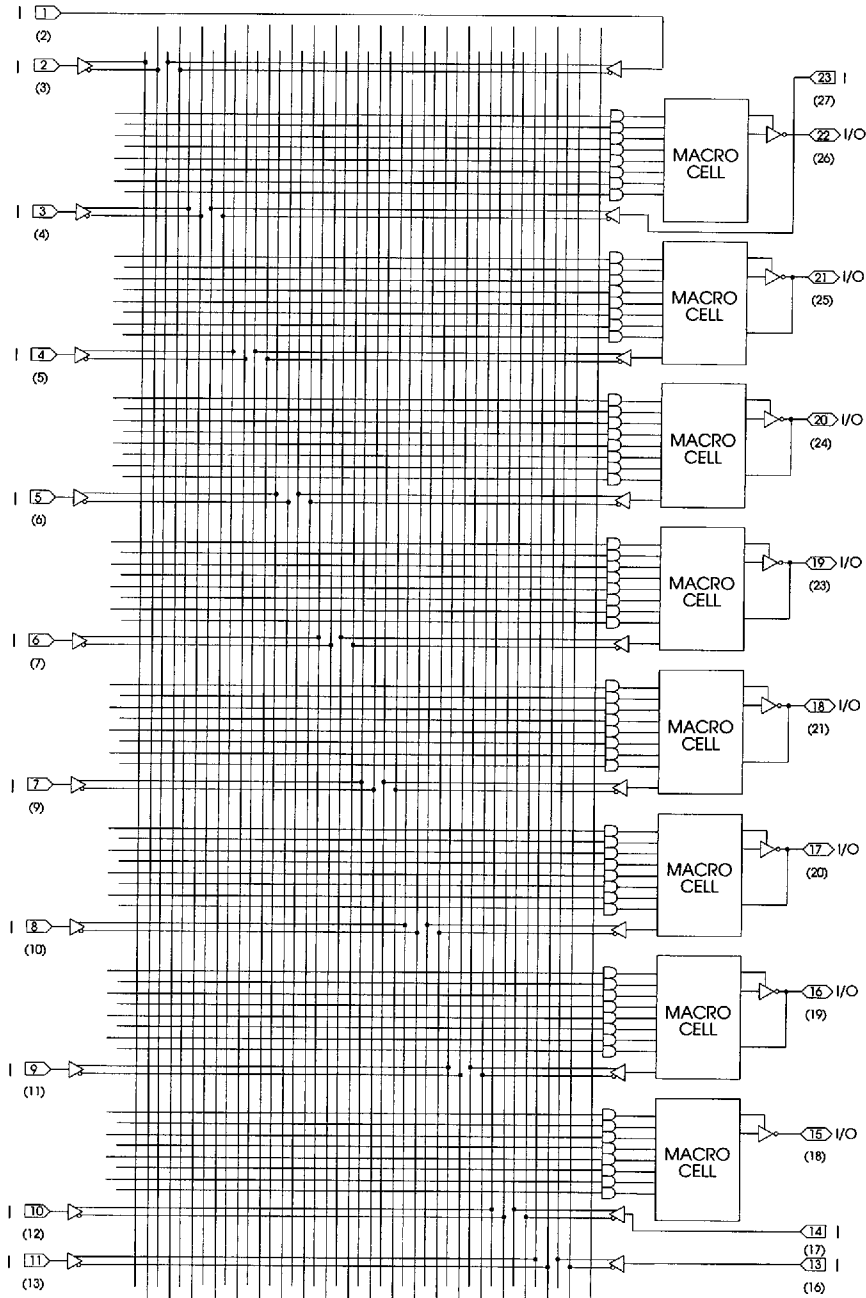 I 1
(2)
I 2
(3)
23 I
(27)
22 I/O
(26)
MACRO
CELL
I 3
(4)
21 I/O
(25)
MACRO
CELL
I 4
(5)
20 I/O
(24)
MACRO
CELL
I 5
(6)
19 I/O
(23)
MACRO
CELL
I 6
(7)
18 I/O
(21)
MACRO
CELL
I 7
(9)
17 I/O
(20)
MACRO
CELL
I 8
(10)
16 I/O
(19)
MACRO
CELL
I 9
(11)
15 I/O
(18)
MACRO
CELL
I 10
(12)
14 I
(17)
I 11
(13)
13 I
(16)